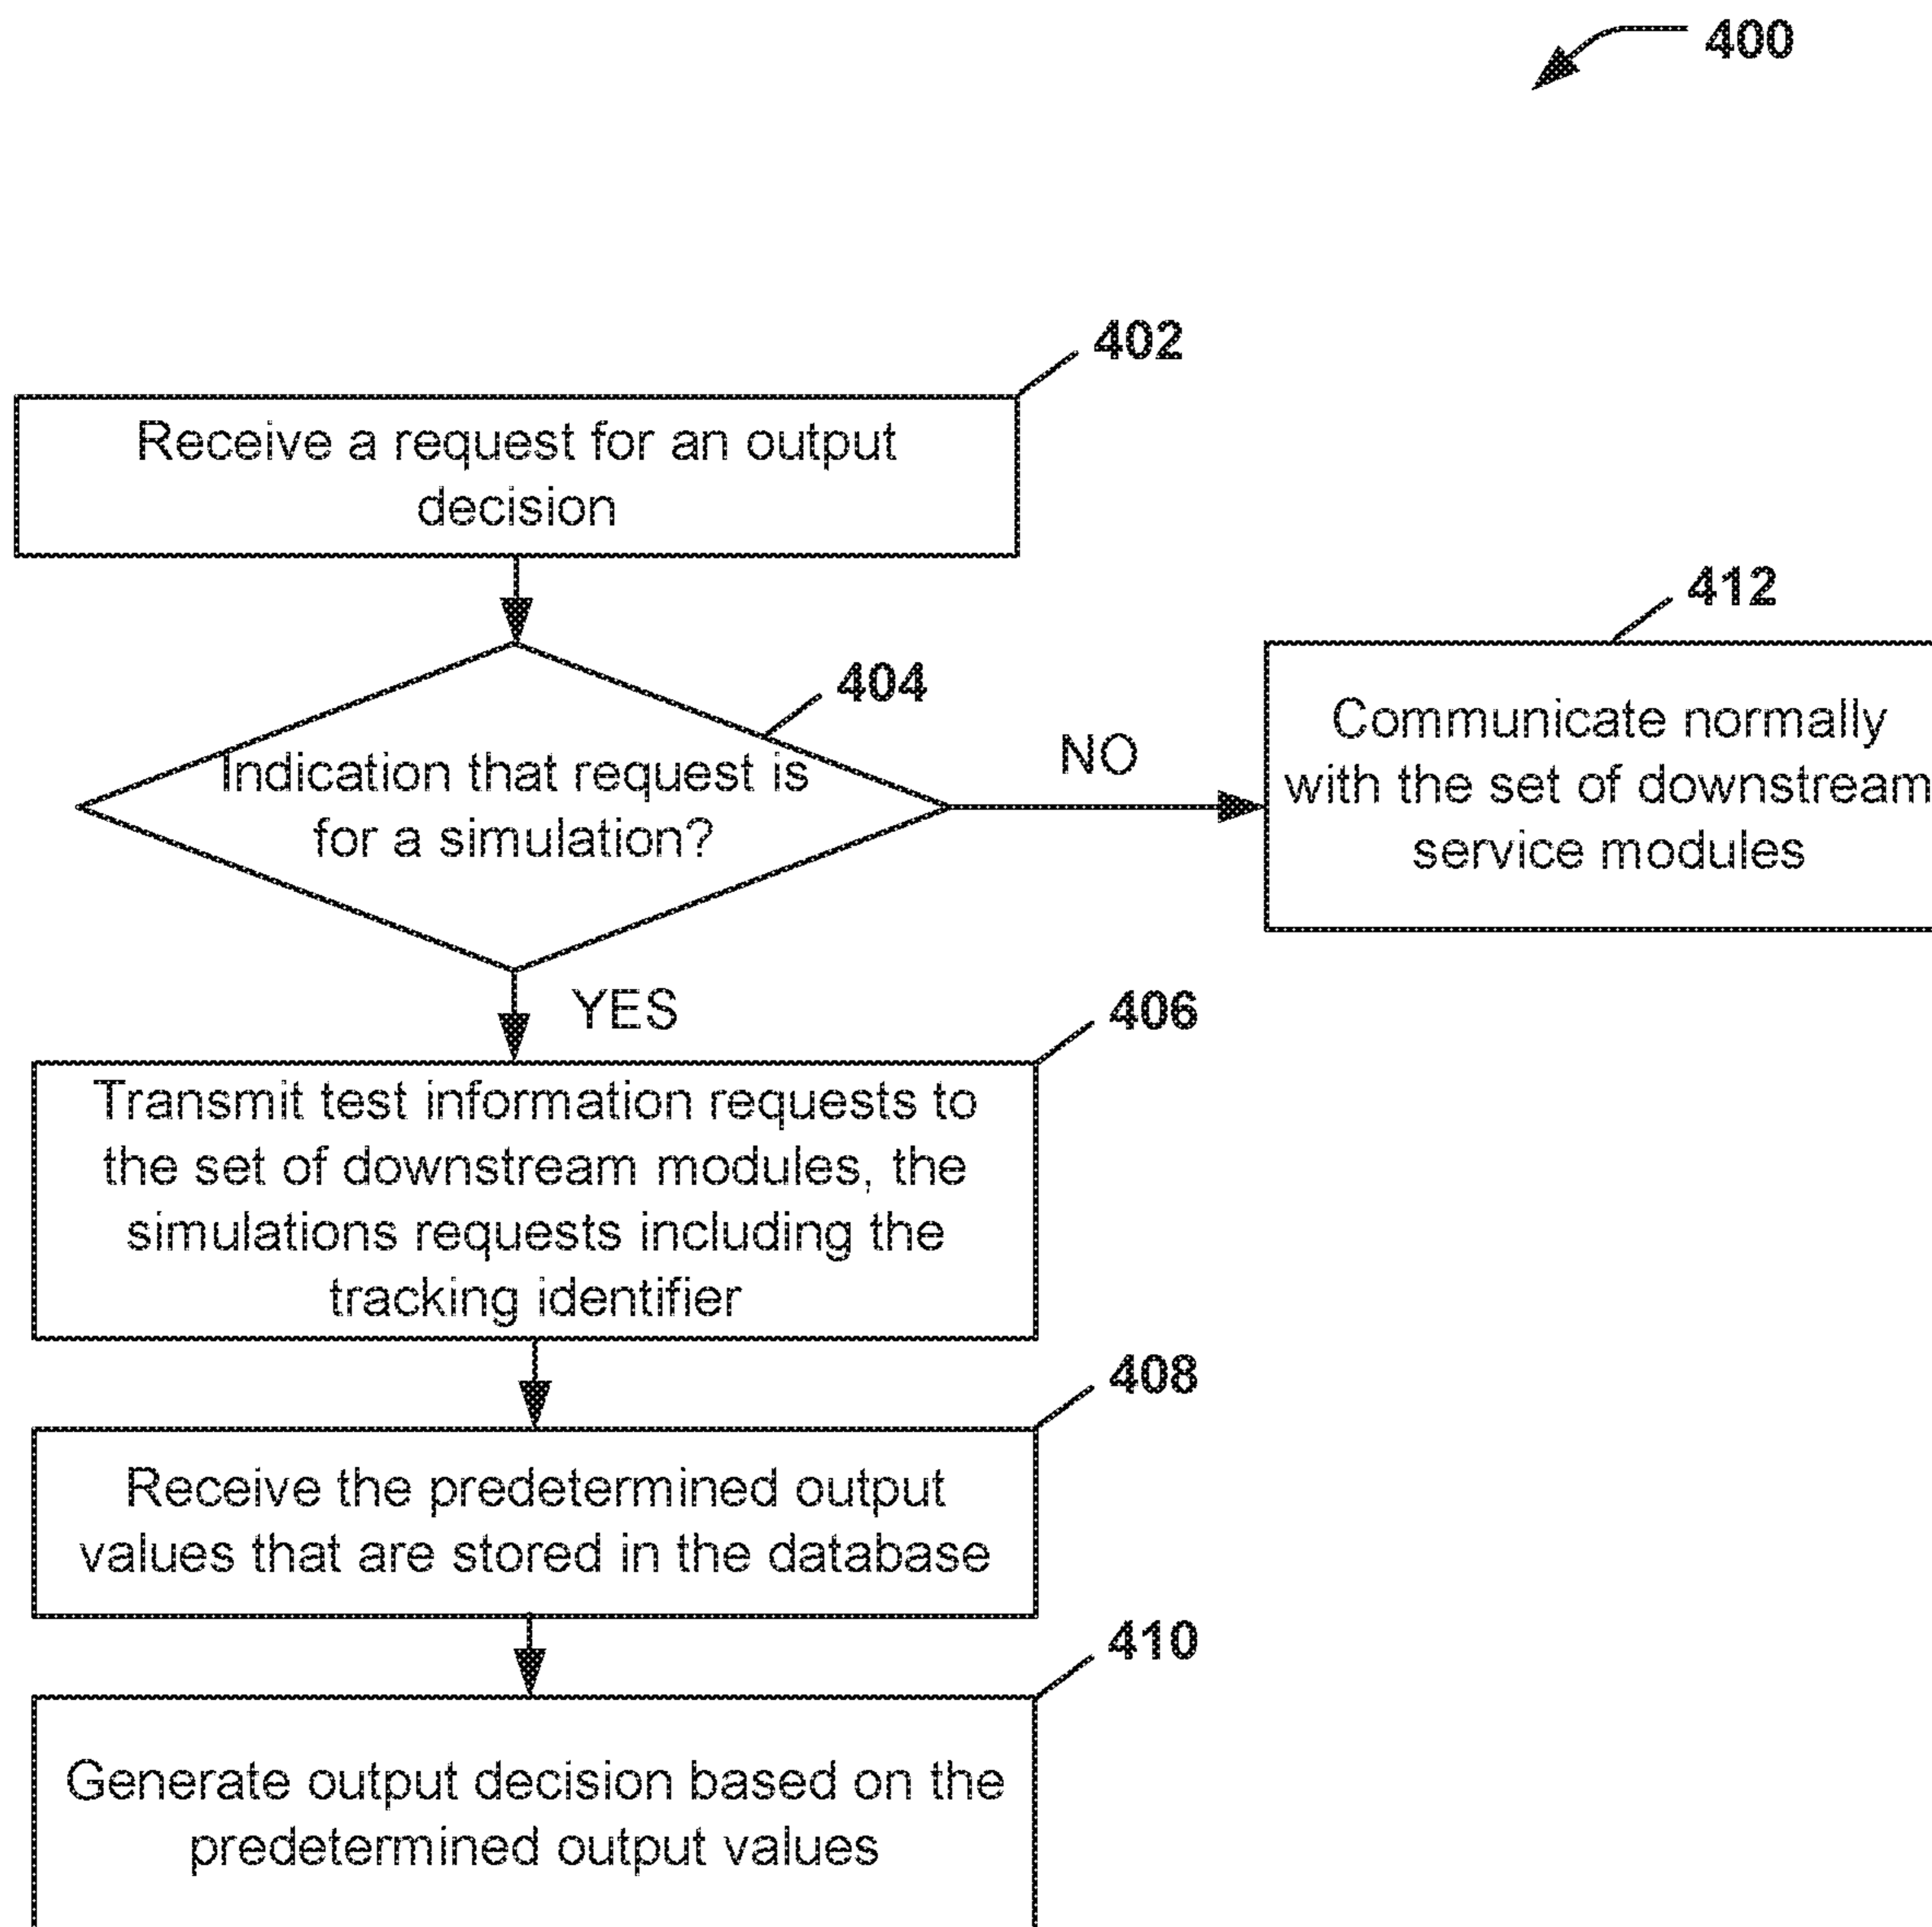 400
402
Receive a request for an output
decision
404
Indication that request is
for a simulation?
NO
412
Communicate normally
with the set of downstream
service modules
YES
406
Transmit test information requests to
the set of downstream modules, the
simulations requests including the
tracking identifier
408
Receive the predetermined output
values that are stored in the database
410
Generate output decision based on the
predetermined output values